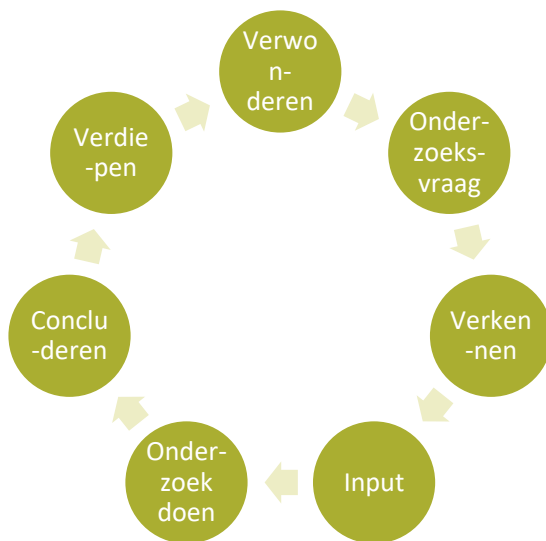 Verwo
n-
deren
Onder-
zoeks-
vraag
Verken
-nen
Input
Onder-
zoek
doen
Conclu
-deren
Verdie
-pen